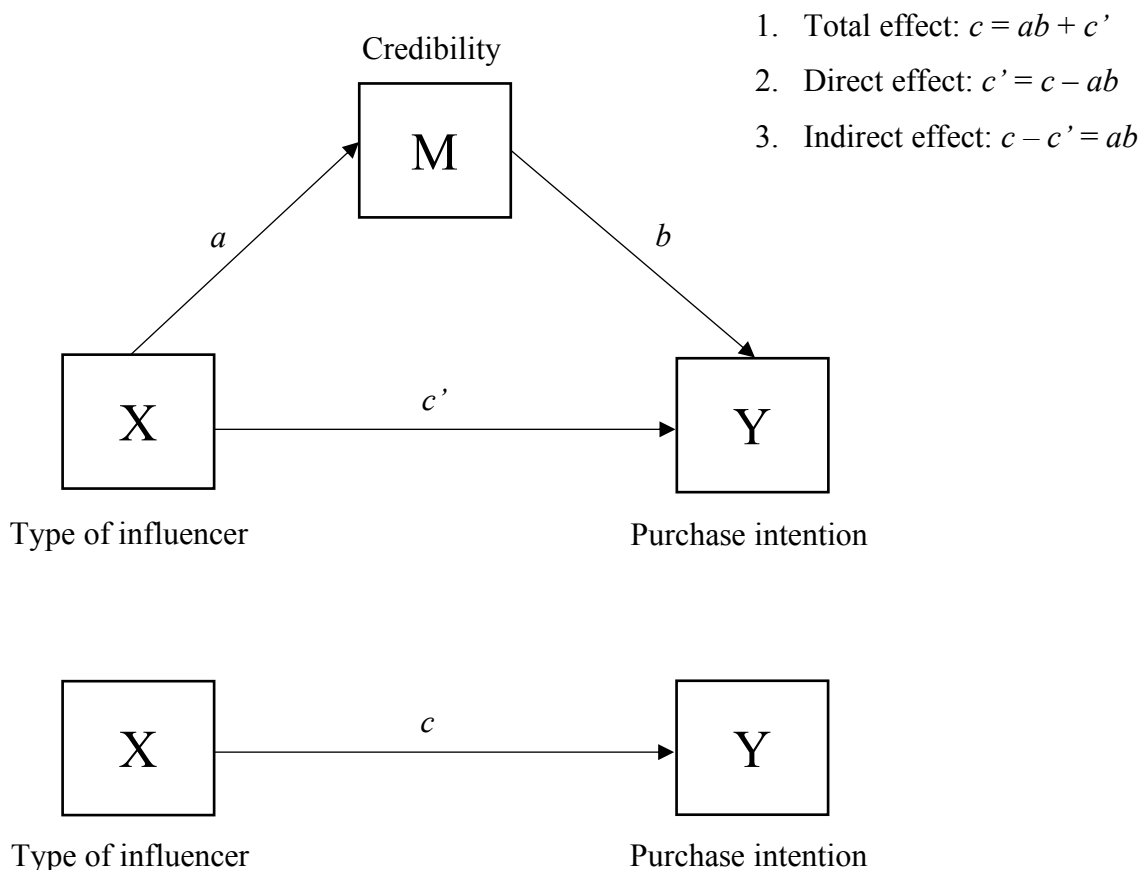 1. Total effect: c = ab + c’
2. Direct effect: c’ = c – ab
3. Indirect effect: c – c’ = ab
Credibility
M
a
b
X
c’
Y
Type of influencer
Purchase intention
X
c
Y
Type of influencer
Purchase intention